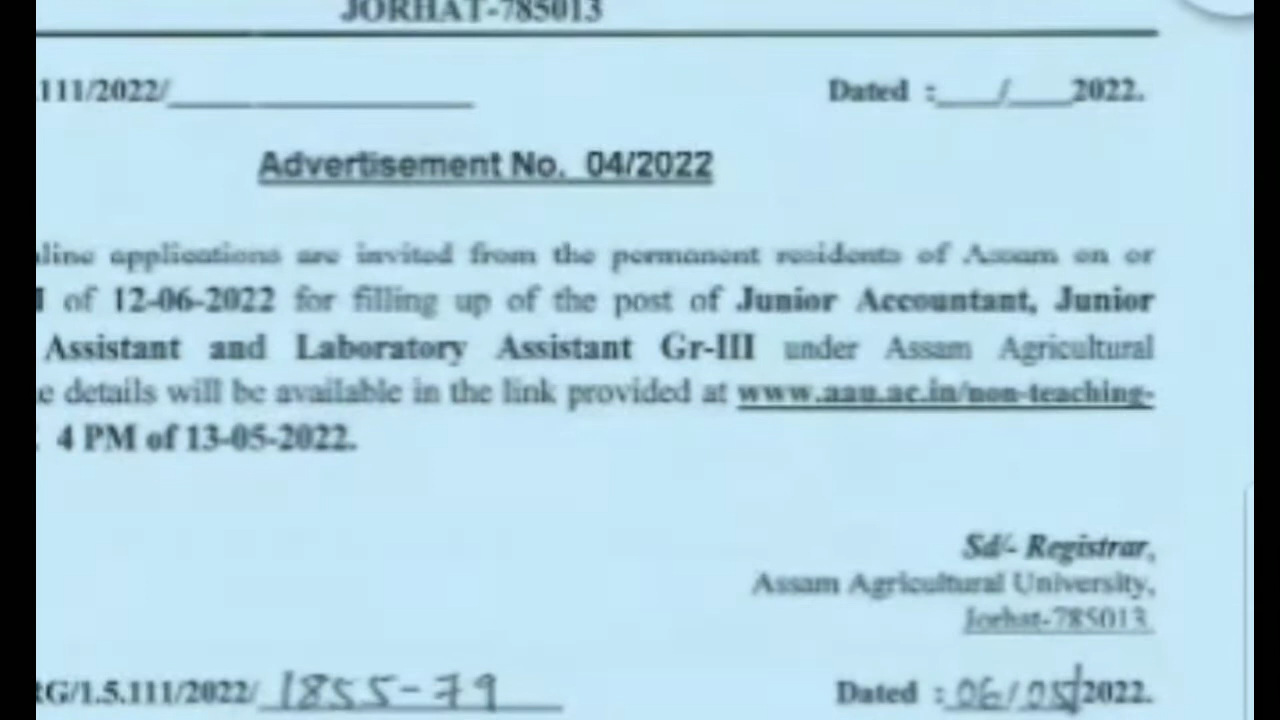 JORHAT-785013
.111/2022/____________ Dated :___/___2022.
Advertisement No. 04/2022
line applications are invited from the permanent residents of Assam on or
of 12-06-2022 for filling up of the post of Junior Accountant, Junior
Assistant and Laboratory Assistant Gr-III under Assam Agricultural
e details will be available in the link provided at www.aau.ac.in/non-teaching-
4 PM of 13-05-2022.
Sd/- Registrar,
Assam Agricultural University,
Jorhat-785013.
RG/1.5.111/2022/ 1855-79 Dated : 06/05/2022.